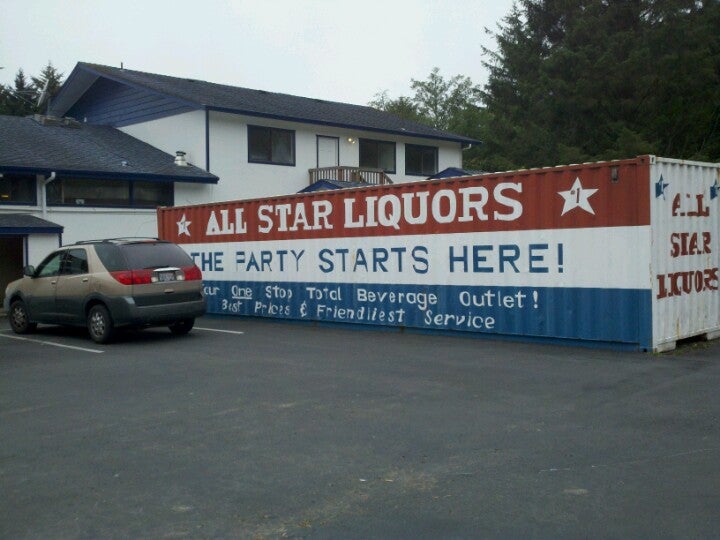 ALL STAR LIQUORS
THE PARTY STARTS HERE!
Your One Stop Total Beverage Outlet!
Best Prices & Friendliest Service
ALL
STAR
LIQUORS